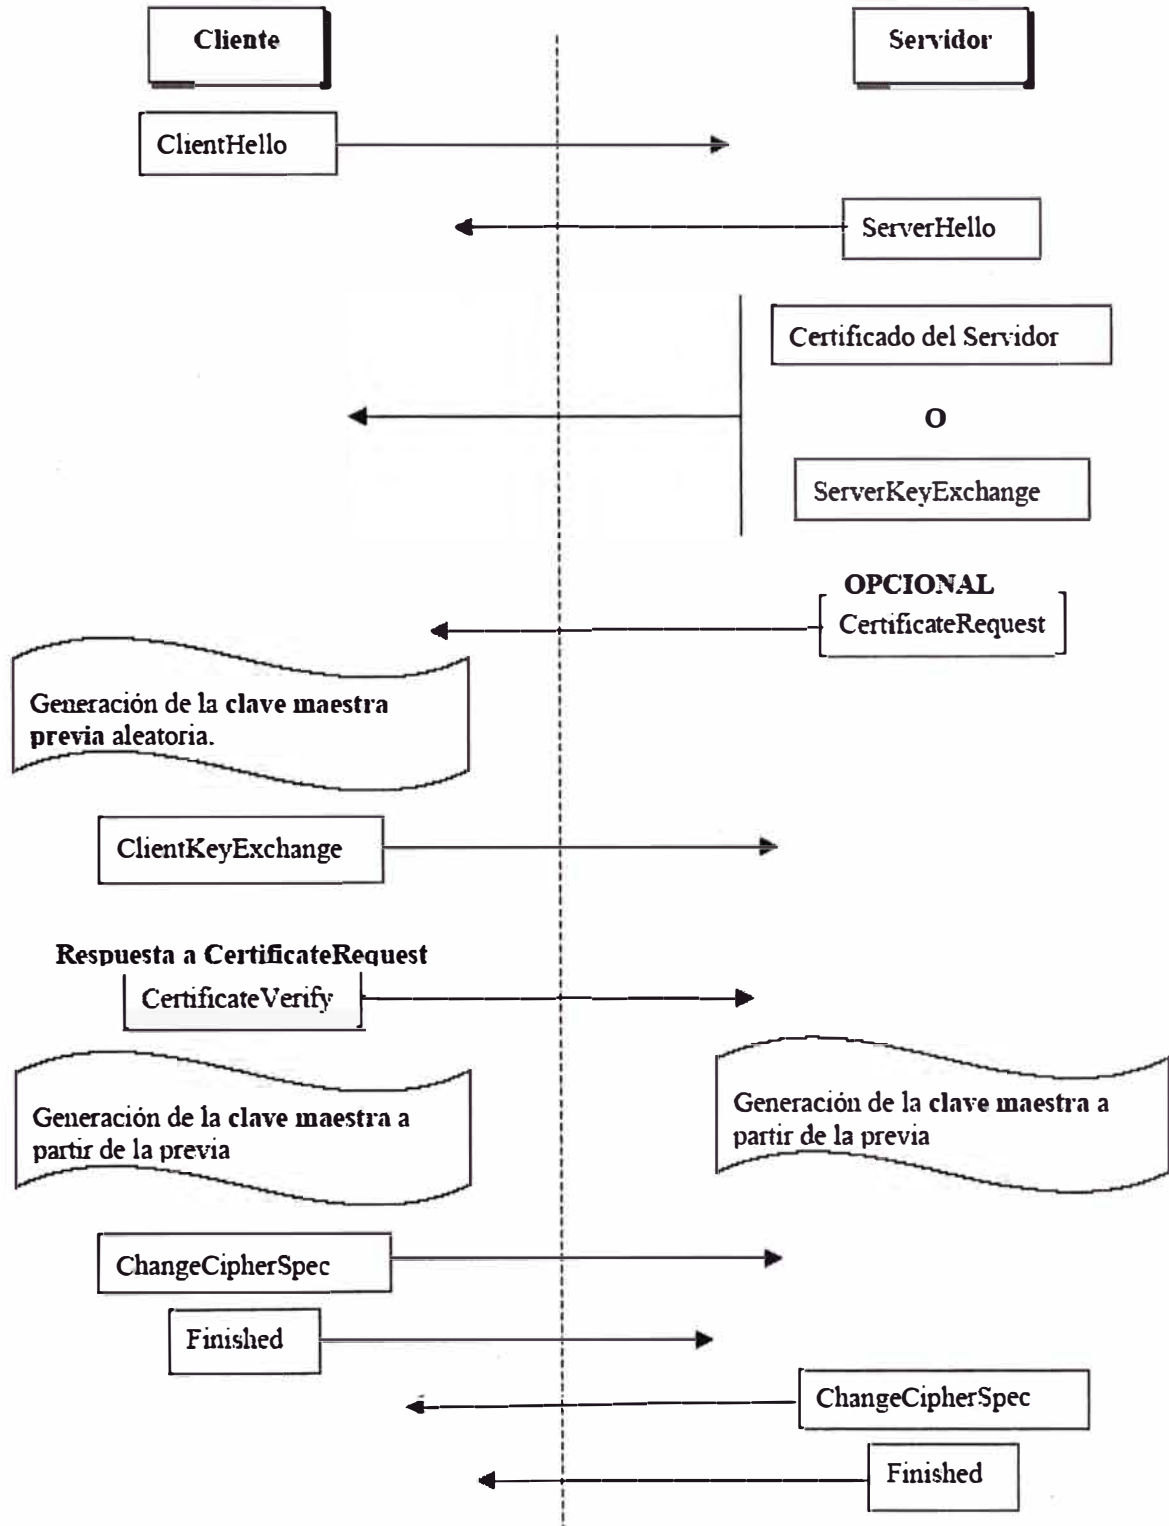 Cliente
Servidor
ClientHello
ServerHello
Certificado del Servidor
O
ServerKeyExchange
OPCIONAL
CertificateRequest
Generación de la clave maestra
previa aleatoria.
ClientKeyExchange
Respuesta a CertificateRequest
CertificateVerify
Generación de la clave maestra a
partir de la previa
Generación de la clave maestra a
partir de la previa
ChangeCipherSpec
Finished
ChangeCipherSpec
Finished